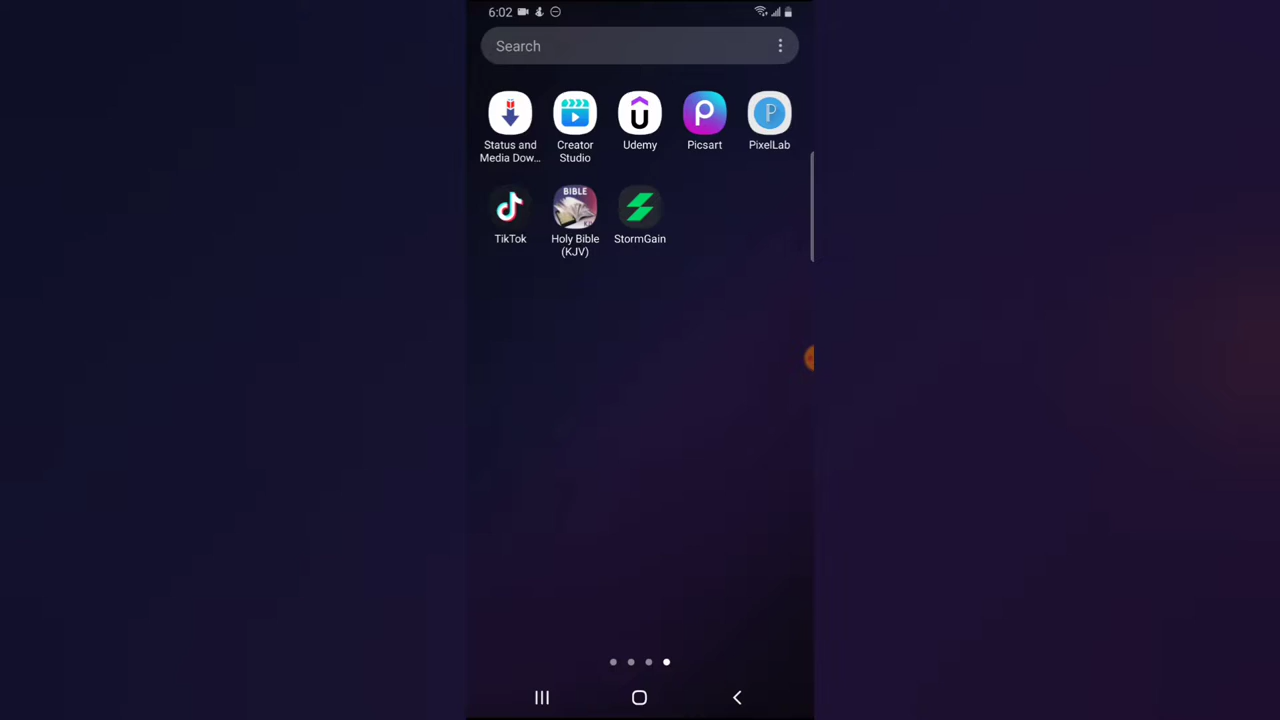 6:02
Search
Status and
Media Dow...
Creator
Studio
Udemy
Picsart
PixelLab
TikTok
BIBLE
Holy Bible
(KJV)
StormGain